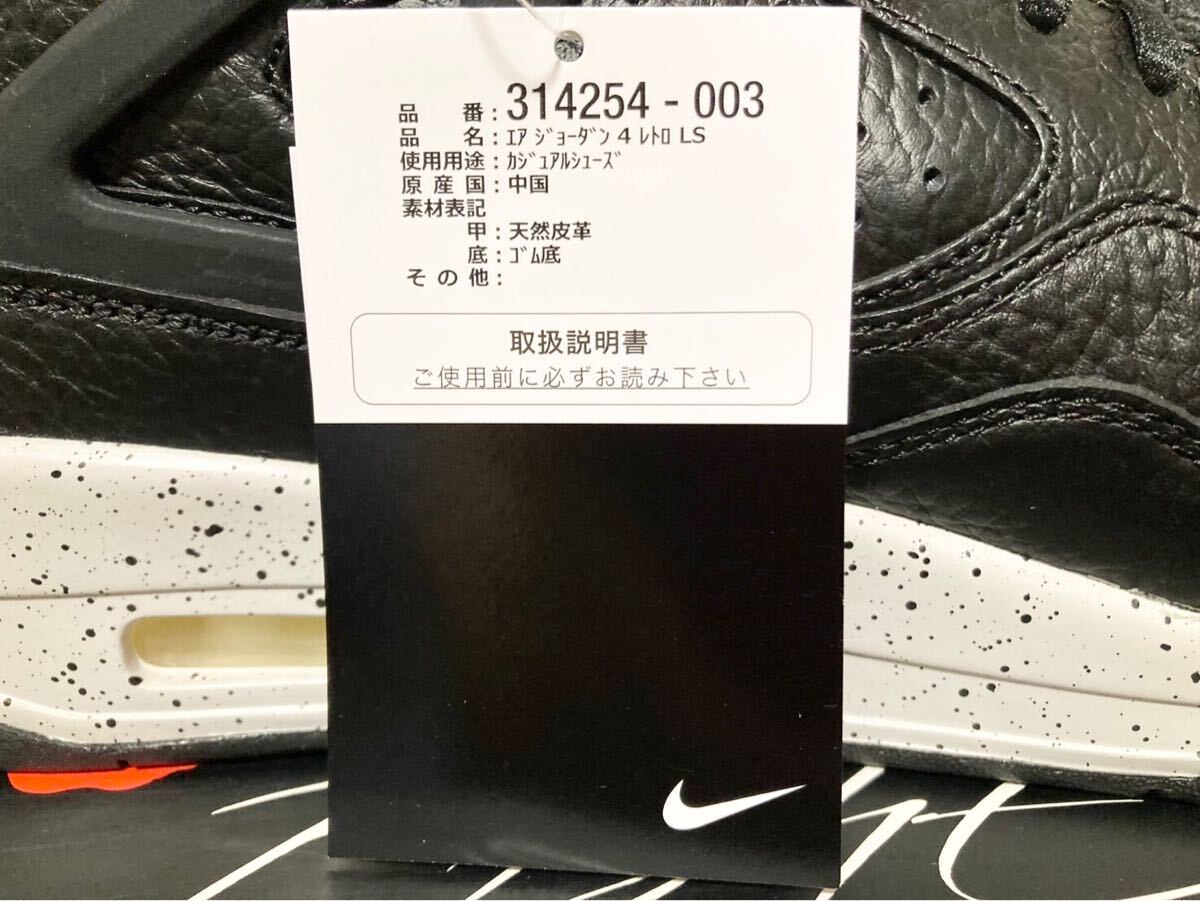 品　番：314254 - 003
品　名：ｴｱ ｼﾞｮｰﾀﾞﾝ 4 ﾚﾄﾛ LS
使用用途：ｶｼﾞｭｱﾙｼｭｰｽﾞ
原 産 国：中国
素材表記
甲：天然皮革
底：ｺﾞﾑ底
そ の 他：
取扱説明書
ご使用前に必ずお読み下さい